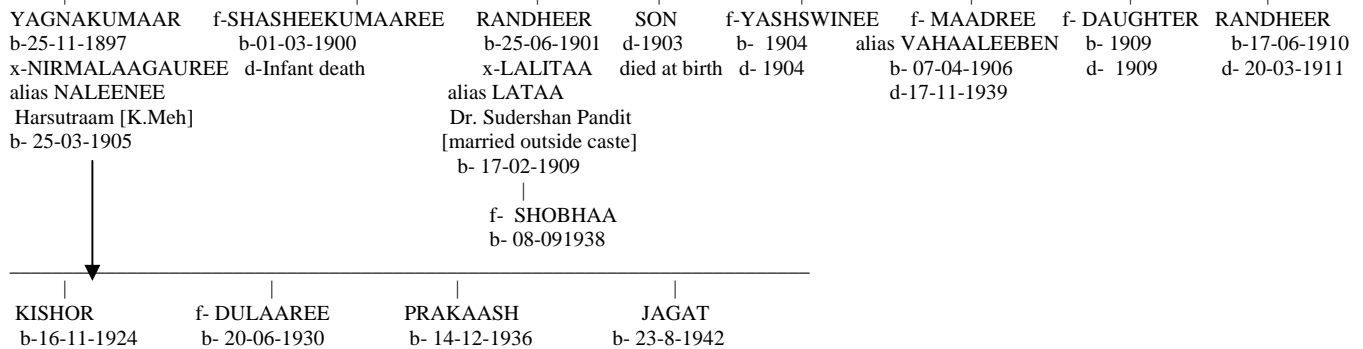 YAGNAKUMAAR f-SHASHEEKUMAAREE RANDHEER SON f-YASHSWINEE f- MAADREE f- DAUGHTER RANDHEER
b-25-11-1897 b-01-03-1900 b-25-06-1901 d-1903 b- 1904 alias VAHAALEEBEN b- 1909 b-17-06-1910
x-NIRMALAAGAUREE d-Infant death x-LALITAA died at birth d- 1904 b- 07-04-1906 d- 1909 d- 20-03-1911
alias NALEENEE alias LATAA d-17-11-1939
Harsutraam [K.Meh] Dr. Sudershan Pandit
b- 25-03-1905 [married outside caste]
b- 17-02-1909
f- SHOBHAA
b- 08-091938
KISHOR f- DULAAREE PRAKAASH JAGAT
b-16-11-1924 b- 20-06-1930 b- 14-12-1936 b- 23-8-1942